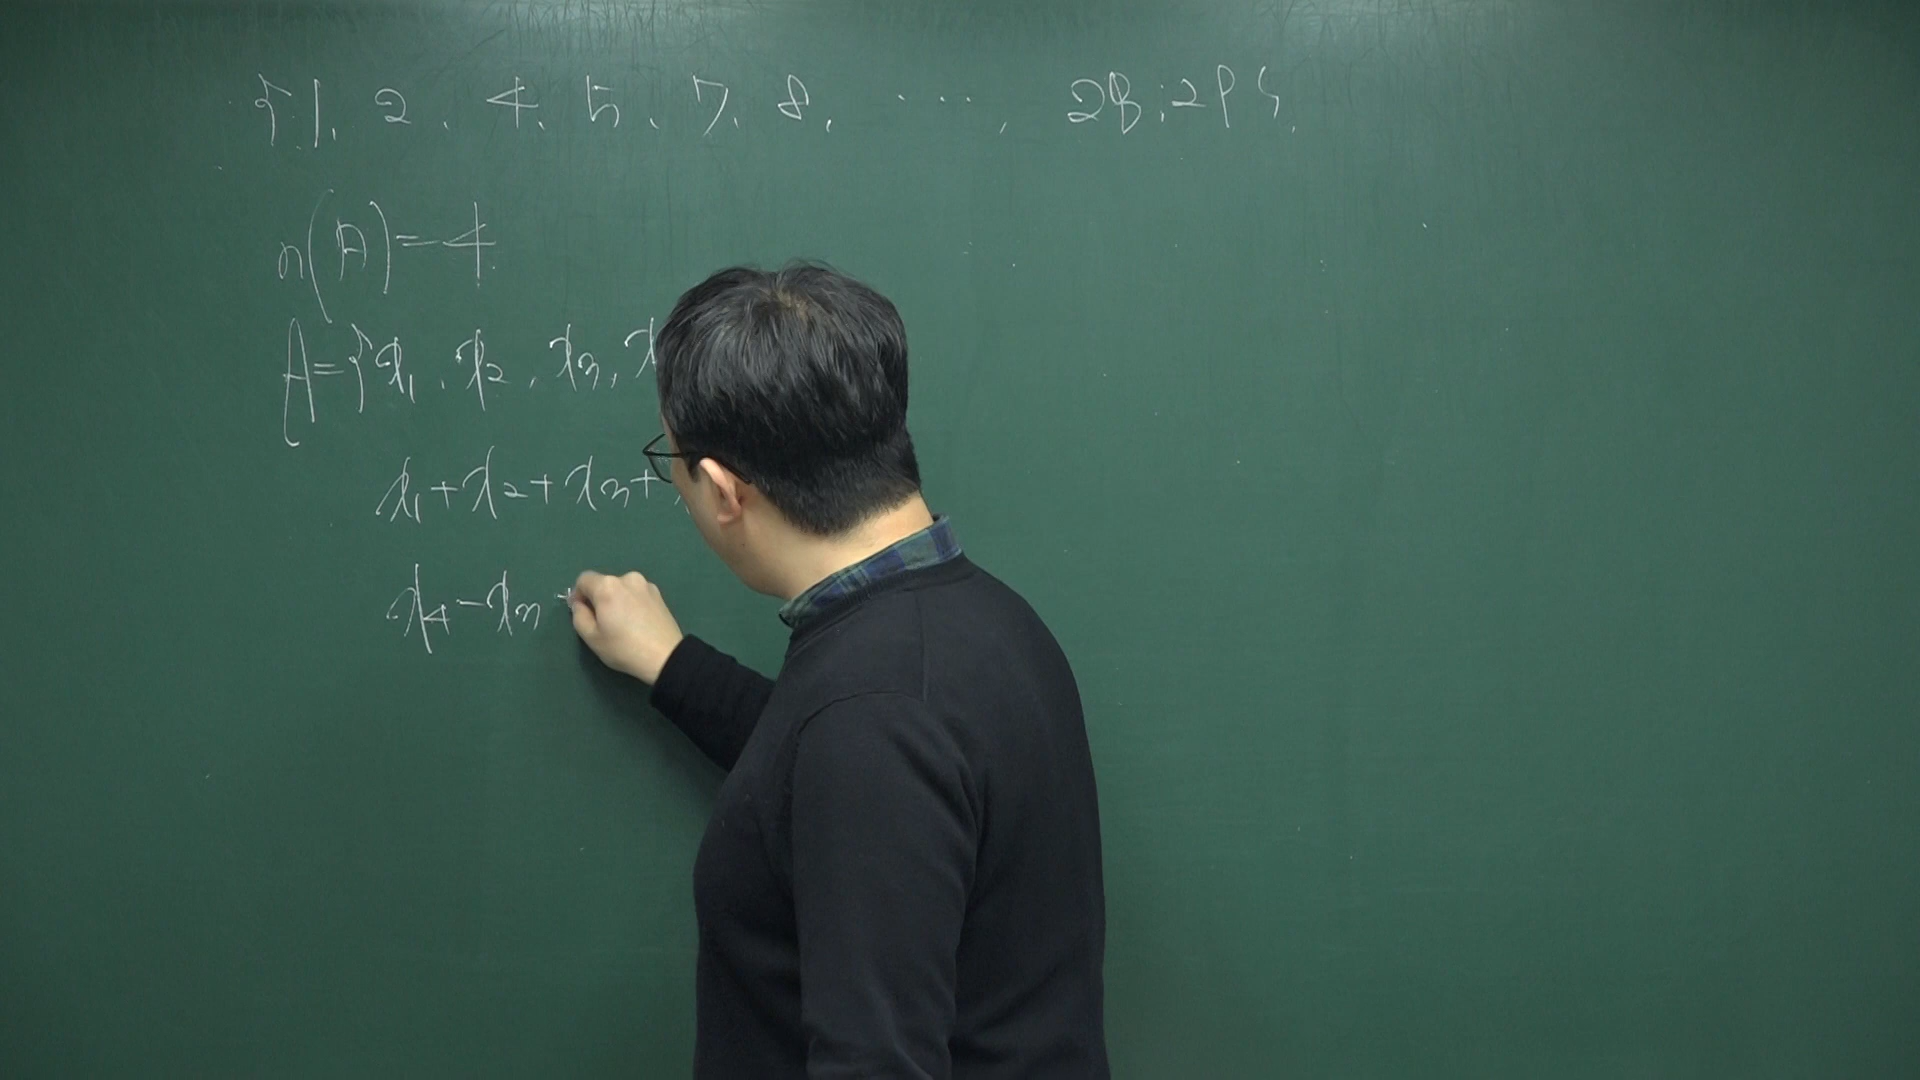 {1, 2, 4, 5, 7, 8, ..., 28, 29}
n(A)=4
A={x₁, x₂, x₃, x
x₁+x₂+x₃+
x₄-x₃